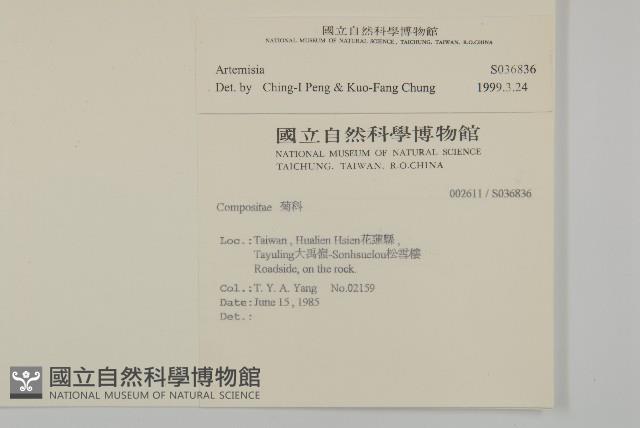 國立自然科學博物館
NATIONAL MUSEUM OF NATURAL SCIENCE, TAICHUNG, TAIWAN, R.O.CHINA
Artemisia S036836
Det. by Ching-I Peng & Kuo-Fang Chung 1999.3.24
國立自然科學博物館
NATIONAL MUSEUM OF NATURAL SCIENCE
TAICHUNG, TAIWAN, R.O.CHINA
002611 / S036836
Compositae 菊科
Loc.: Taiwan , Hualien Hsien花蓮縣 ,
Tayuling大禹嶺-Sonhsuelou松雪樓
Roadside, on the rock.
Col.: T. Y. A. Yang No.02159
Date: June 15 , 1985
Det.:
國立自然科學博物館
NATIONAL MUSEUM OF NATURAL SCIENCE